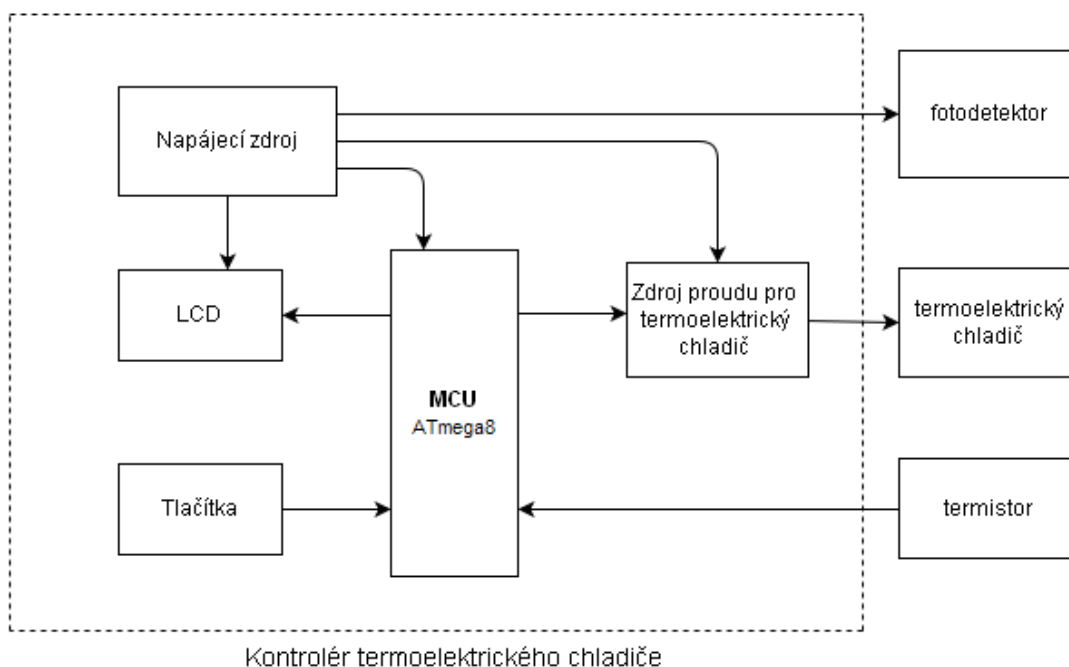 Napájecí zdroj
fotodetektor
LCD
Zdroj proudu pro
termoelektrický
chladič
termoelektrický
chladič
MCU
ATmega8
Tlačítka
termistor
Kontrolér termoelektrického chladiče